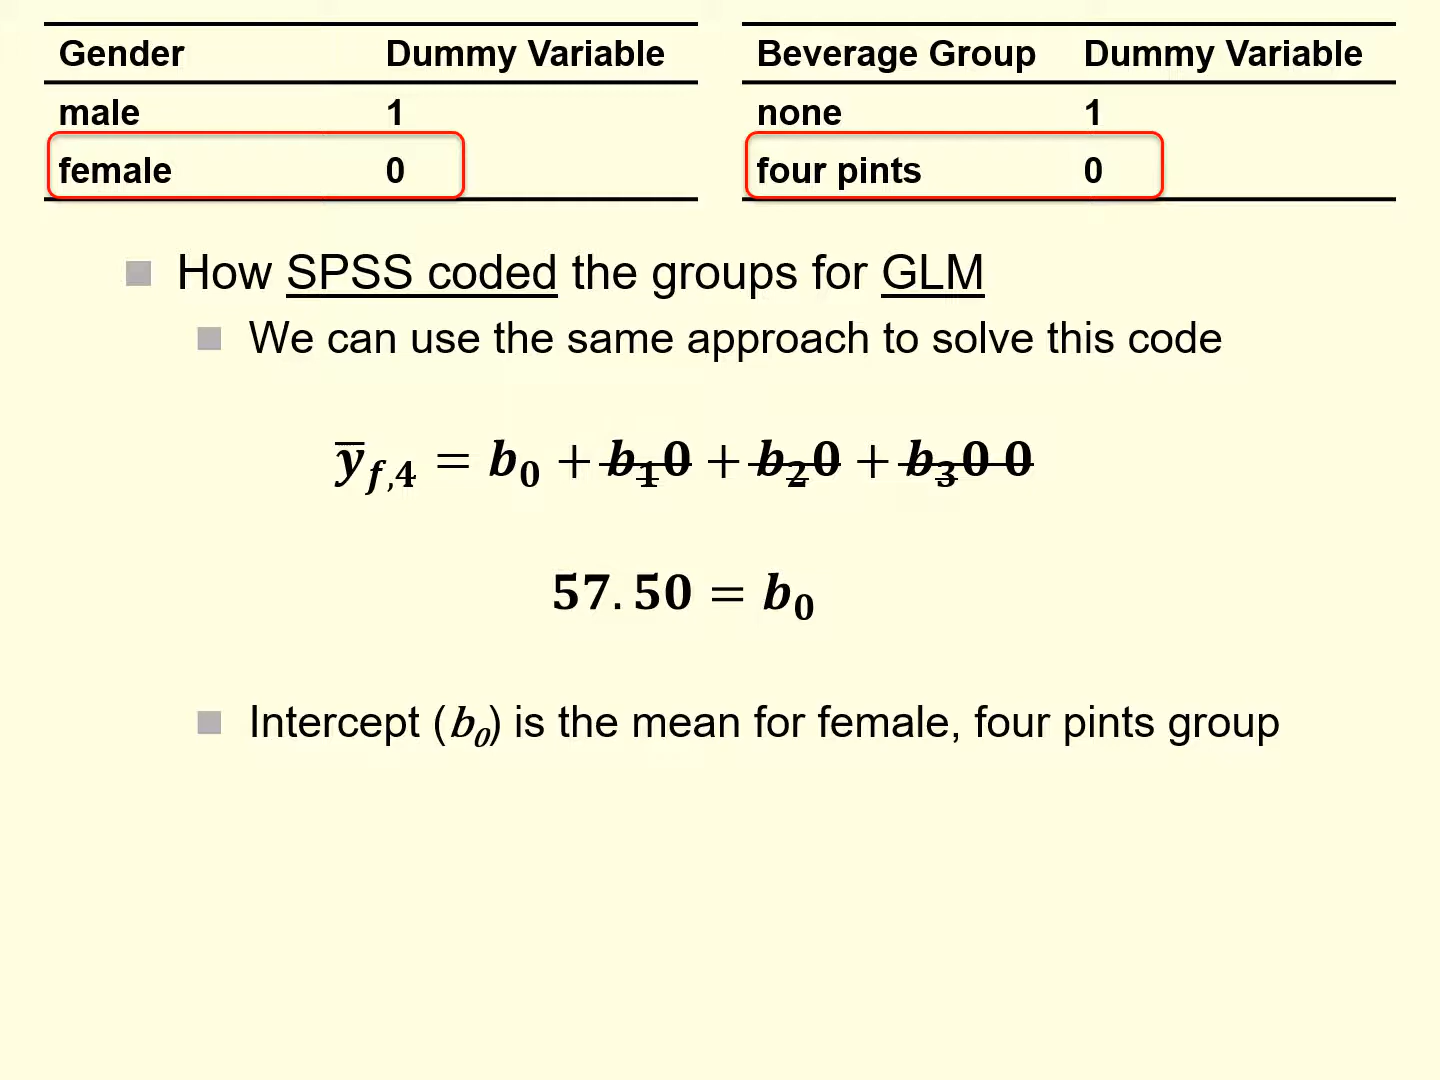 Gender Dummy Variable
male 1
female 0
Beverage Group Dummy Variable
none 1
four pints 0
How SPSS coded the groups for GLM
We can use the same approach to solve this code
y̅f,4 = b0 + b10 + b20 + b30 0
57.50 = b0
Intercept (b0) is the mean for female, four pints group